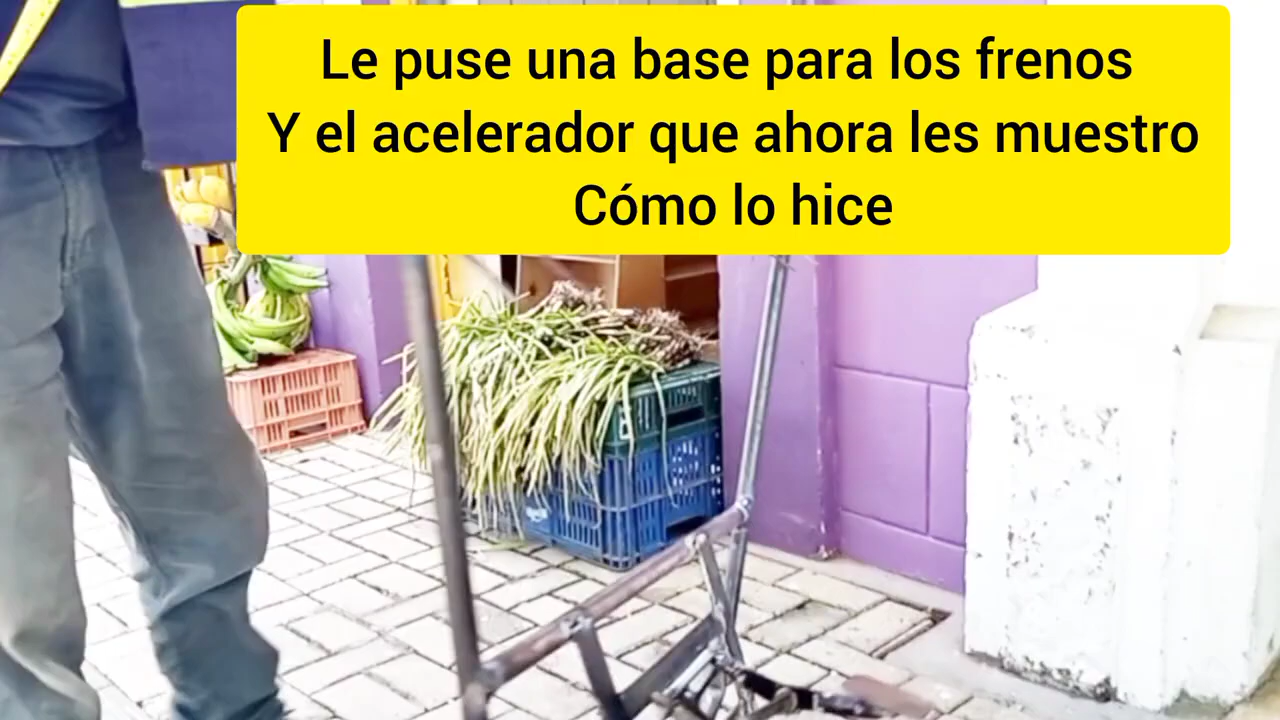 Le puse una base para los frenos
Y el acelerador que ahora les muestro
Cómo lo hice